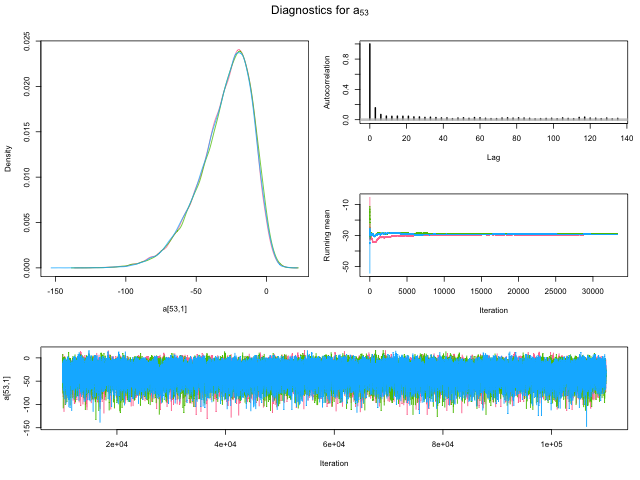 Diagnostics for a53
Density
0.000 0.005 0.010 0.015 0.020 0.025
-150 -100 -50 0
a[53,1]
Autocorrelation
0.0 0.4 0.8
0 20 40 60 80 100 120 140
Lag
Running mean
-50 -30 -10
0 5000 10000 15000 20000 25000 30000
Iteration
a[53,1]
-150 -100 -50 0
2e+04 4e+04 6e+04 8e+04 1e+05
Iteration